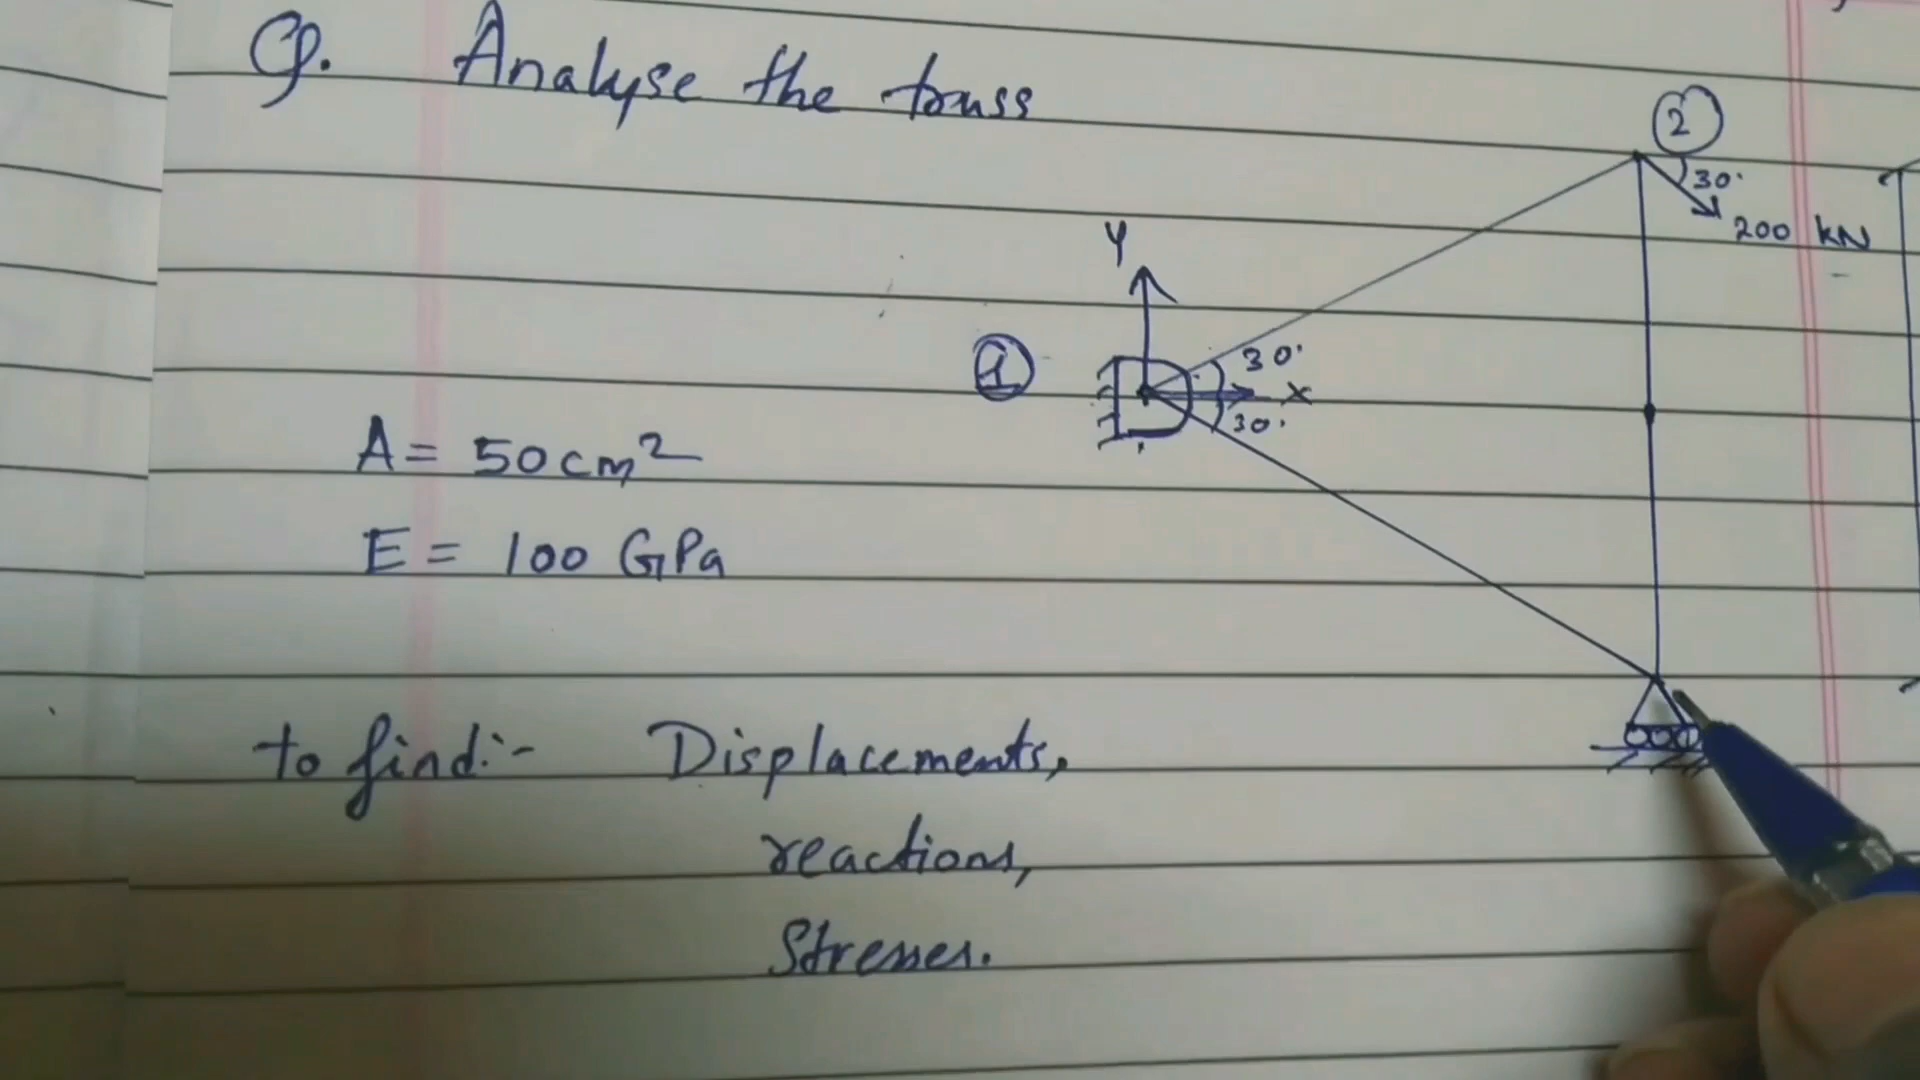 Q. Analyse the truss
2
30°
200 kN
Y
1
30°
X
30°
A = 50 cm²
E = 100 GPa
to find:- Displacements,
reactions,
Stresses.